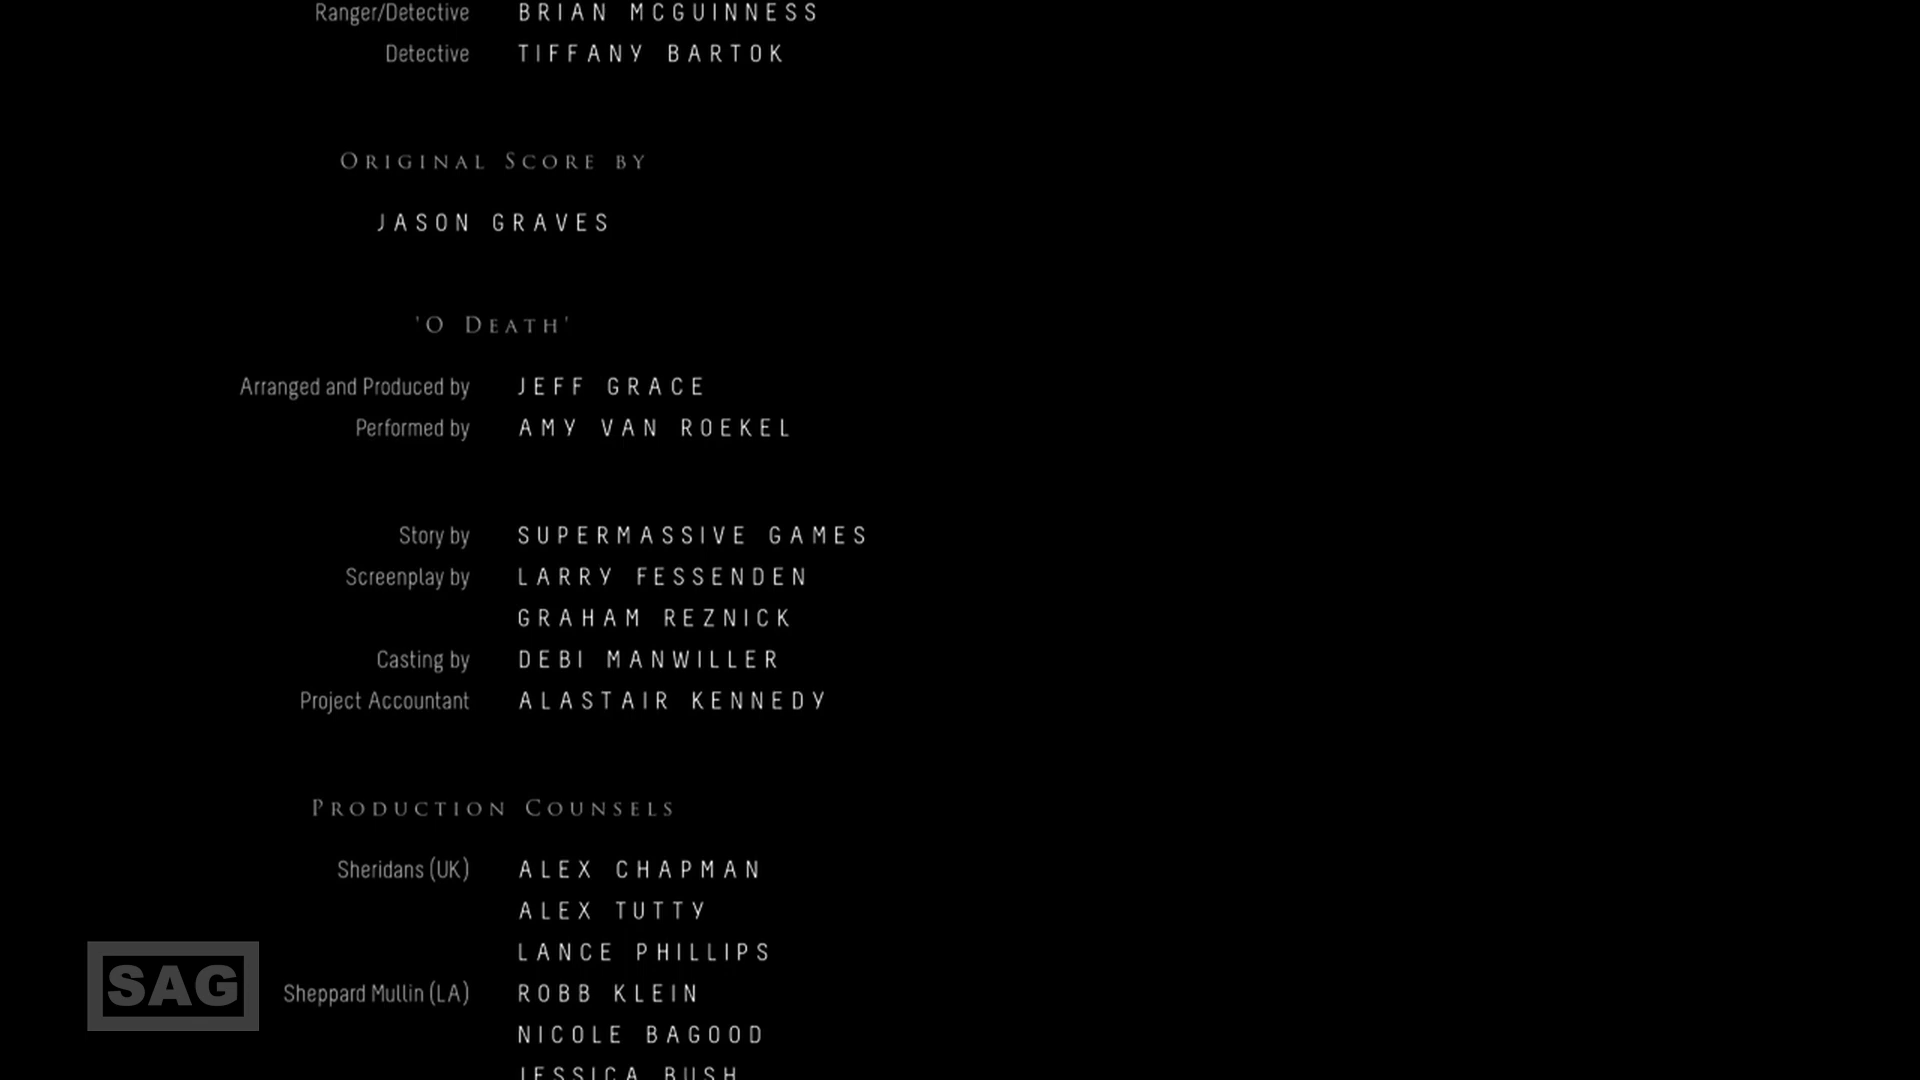 Ranger/Detective BRIAN MCGUINNESS
Detective TIFFANY BARTOK
ORIGINAL SCORE BY
JASON GRAVES
'O DEATH'
Arranged and Produced by JEFF GRACE
Performed by AMY VAN ROEKEL
Story by SUPERMASSIVE GAMES
Screenplay by LARRY FESSENDEN
GRAHAM REZNICK
Casting by DEBI MANWILLER
Project Accountant ALASTAIR KENNEDY
PRODUCTION COUNSELS
Sheridans (UK) ALEX CHAPMAN
ALEX TUTTY
LANCE PHILLIPS
Sheppard Mullin (LA) ROBB KLEIN
NICOLE BAGOOD
JESSICA BUSH
SAG